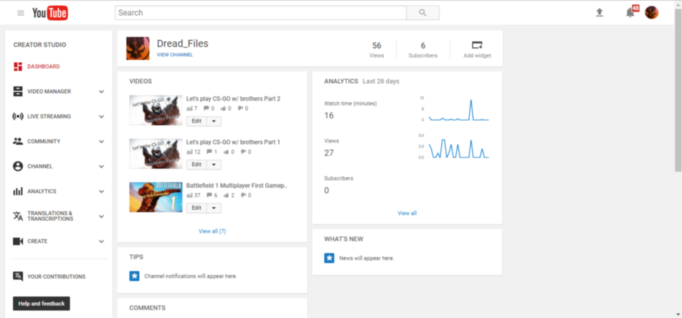 YouTube
Search
48
CREATOR STUDIO
DASHBOARD
VIDEO MANAGER
LIVE STREAMING
COMMUNITY
CHANNEL
ANALYTICS
TRANSLATIONS &
TRANSCRIPTIONS
CREATE
YOUR CONTRIBUTIONS
Help and feedback
Dread_Files
VIEW CHANNEL
56
Views
6
Subscribers
Add widget
VIDEOS
Let's play CS-GO w/ brothers Part 2
7 0 0 0
Edit
Let's play CS-GO w/ brothers Part 1
12 1 0 0
Edit
Battlefield 1 Multiplayer First Gamep..
37 6 2 0
Edit
View all (7)
TIPS
Channel notifications will appear here.
COMMENTS
ANALYTICS Last 28 days
Watch time (minutes)
16
Views
27
Subscribers
0
View all
WHAT'S NEW
News will appear here.